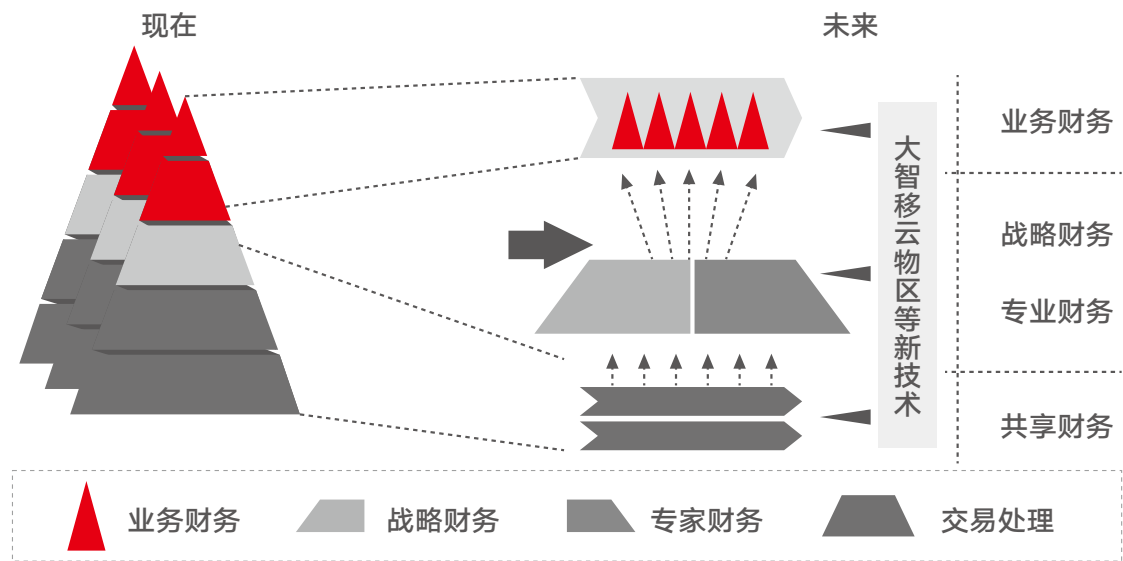 现在
未来
业务财务
战略财务
专业财务
共享财务
大智移云物区等新技术
业务财务
战略财务
专家财务
交易处理